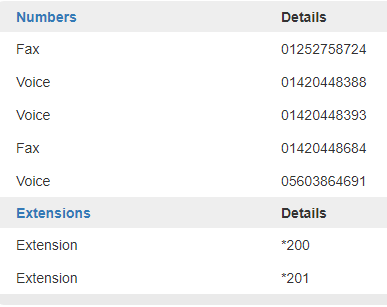 Numbers Details
Fax 01252758724
Voice 01420448388
Voice 01420448393
Fax 01420448684
Voice 05603864691
Extensions Details
Extension *200
Extension *201